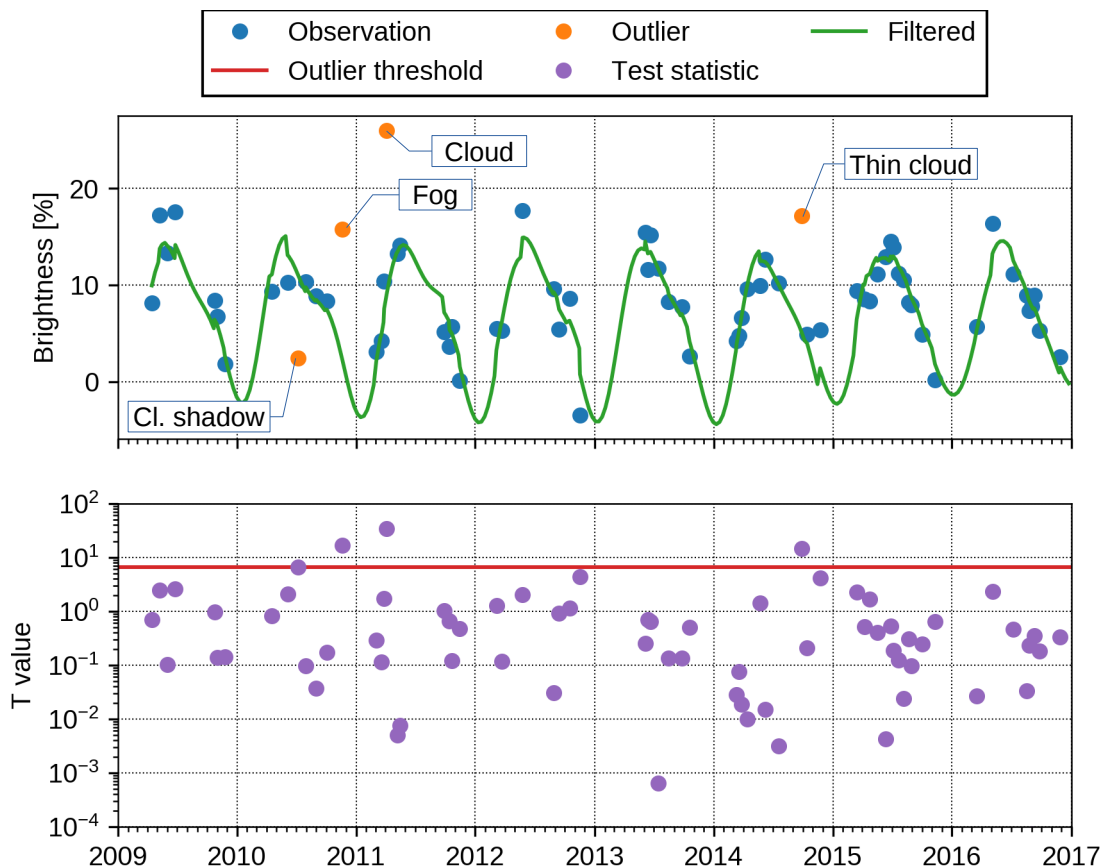 Observation Outlier Filtered
Outlier threshold Test statistic
Brightness [%]
20
10
0
Cloud
Fog
Thin cloud
Cl. shadow
T value
10²
10¹
10⁰
10⁻¹
10⁻²
10⁻³
10⁻⁴
2009 2010 2011 2012 2013 2014 2015 2016 2017